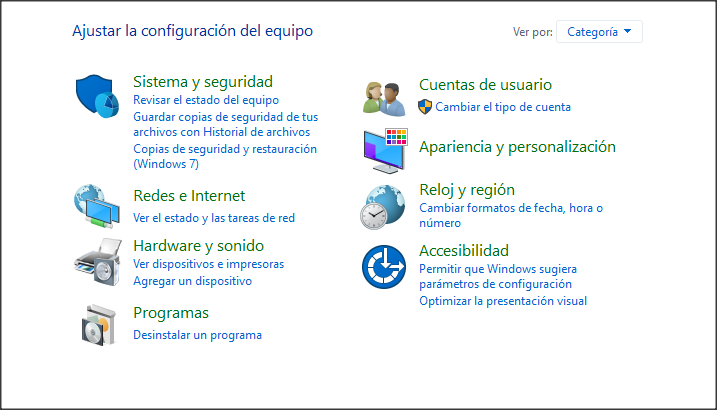 Ajustar la configuración del equipo
Ver por: Categoría
Sistema y seguridad
Revisar el estado del equipo
Guardar copias de seguridad de tus
archivos con Historial de archivos
Copias de seguridad y restauración
(Windows 7)
Redes e Internet
Ver el estado y las tareas de red
Hardware y sonido
Ver dispositivos e impresoras
Agregar un dispositivo
Programas
Desinstalar un programa
Cuentas de usuario
Cambiar el tipo de cuenta
Apariencia y personalización
Reloj y región
Cambiar formatos de fecha, hora o
número
Accesibilidad
Permitir que Windows sugiera
parámetros de configuración
Optimizar la presentación visual